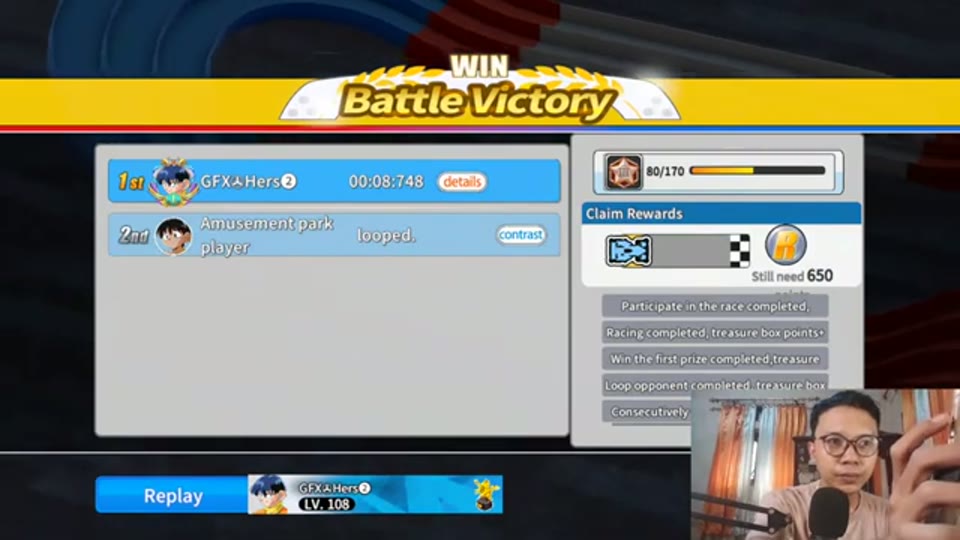 WIN
Battle Victory
1st GFX⅄Hers② 00:08:748 details
2nd Amusement park player looped. contrast
80/170
Claim Rewards
R
Still need 650
points
Participate in the race completed,
Racing completed, treasure box points+
Win the first prize completed,treasure
Loop opponent completed, treasure box
Consecutively
Replay
GFX⅄Hers②
LV. 108